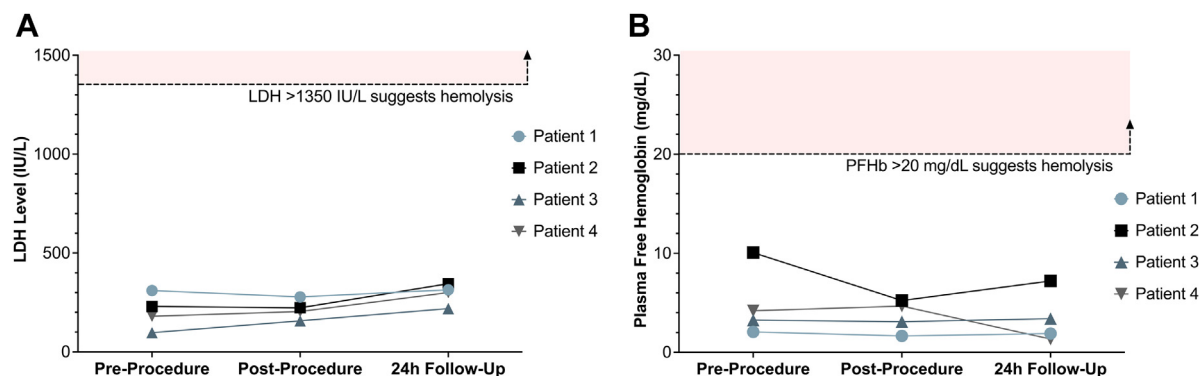 A
LDH Level (IU/L)
1500
1000
500
0
LDH >1350 IU/L suggests hemolysis
Patient 1
Patient 2
Patient 3
Patient 4
Pre-Procedure
Post-Procedure
24h Follow-Up
B
Plasma Free Hemoglobin (mg/dL)
30
20
10
0
PFHb >20 mg/dL suggests hemolysis
Patient 1
Patient 2
Patient 3
Patient 4
Pre-Procedure
Post-Procedure
24h Follow-Up